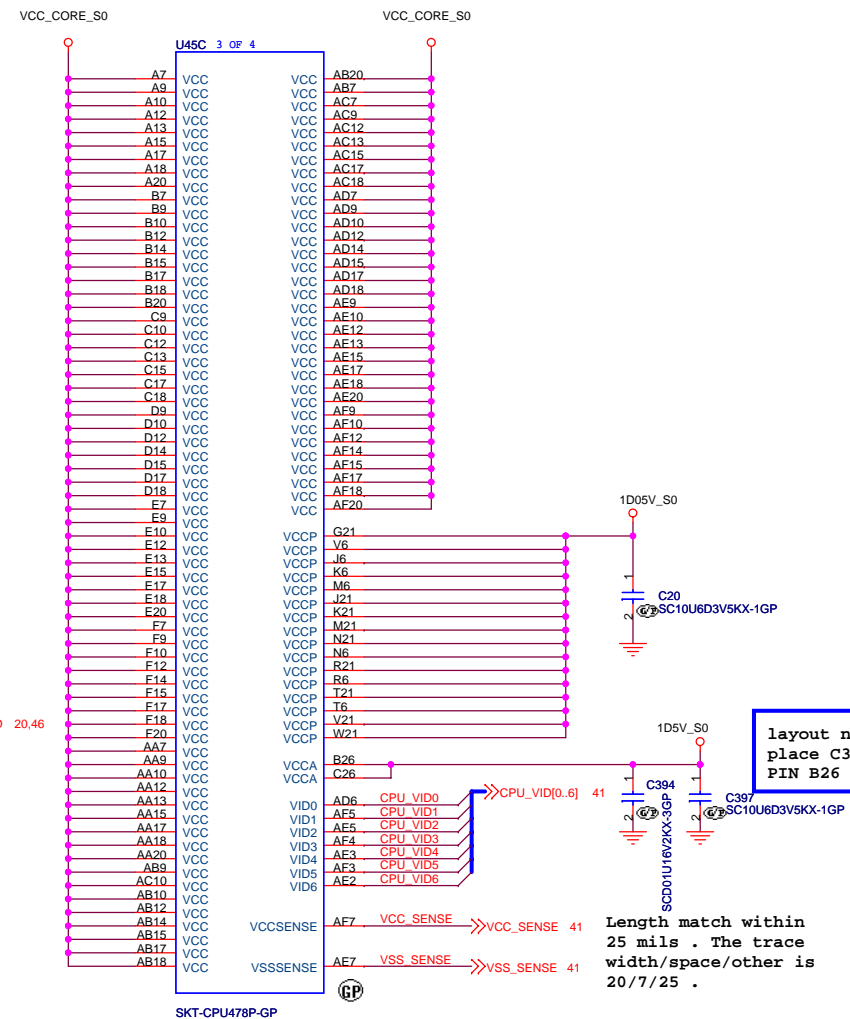 VCC_CORE_S0
VCC_CORE_S0
U45C 3 OF 4
A7 VCC VCC AB20
A9 VCC VCC AB7
A10 VCC VCC AC7
A12 VCC VCC AC9
A13 VCC VCC AC12
A15 VCC VCC AC13
A17 VCC VCC AC15
A18 VCC VCC AC17
A20 VCC VCC AC18
B7 VCC VCC AD7
B9 VCC VCC AD9
B10 VCC VCC AD10
B12 VCC VCC AD12
B14 VCC VCC AD14
B15 VCC VCC AD15
B17 VCC VCC AD17
B18 VCC VCC AD18
B20 VCC VCC AE9
C9 VCC VCC AE10
C10 VCC VCC AE12
C12 VCC VCC AE13
C13 VCC VCC AE15
C15 VCC VCC AE17
C17 VCC VCC AE18
C18 VCC VCC AE20
D9 VCC VCC AF9
D10 VCC VCC AF10
D12 VCC VCC AF12
D14 VCC VCC AF14
D15 VCC VCC AF15
D17 VCC VCC AF17
D18 VCC VCC AF18
E7 VCC VCC AF20
E9 VCC
E10 VCC VCCP G21
E12 VCC VCCP V6
E13 VCC VCCP J6
E15 VCC VCCP K6
E17 VCC VCCP M6
E18 VCC VCCP J21
E20 VCC VCCP K21
F7 VCC VCCP M21
F9 VCC VCCP N21
F10 VCC VCCP N6
F12 VCC VCCP R21
F14 VCC VCCP R6
F15 VCC VCCP T21
F17 VCC VCCP T6
F18 VCC VCCP V21
F20 VCC VCCP W21
AA7 VCC
AA9 VCC VCCA B26
AA10 VCC VCCA C26
AA12 VCC
AA13 VCC VID0 AD6 CPU_VID0
AA15 VCC VID1 AF5 CPU_VID1
AA17 VCC VID2 AE5 CPU_VID2
AA18 VCC VID3 AF4 CPU_VID3
AA20 VCC VID4 AE3 CPU_VID4
AB9 VCC VID5 AF3 CPU_VID5
AC10 VCC VID6 AE2 CPU_VID6
AB10 VCC
AB12 VCC
AB14 VCC VCCSENSE AF7 VCC_SENSE VCC_SENSE 41
AB15 VCC
AB17 VCC
AB18 VCC VSSSENSE AE7 VSS_SENSE VSS_SENSE 41
CPU_VID[0..6] 41
GP
SKT-CPU478P-GP
20,46
1D05V_S0
1
C20
2
SC10U6D3V5KX-1GP
1D5V_S0
1
C394
2
SCD01U16V2KX-3GP
1
C397
2
SC10U6D3V5KX-1GP
layout n
place C3
PIN B26
Length match within
25 mils . The trace
width/space/other is
20/7/25 .